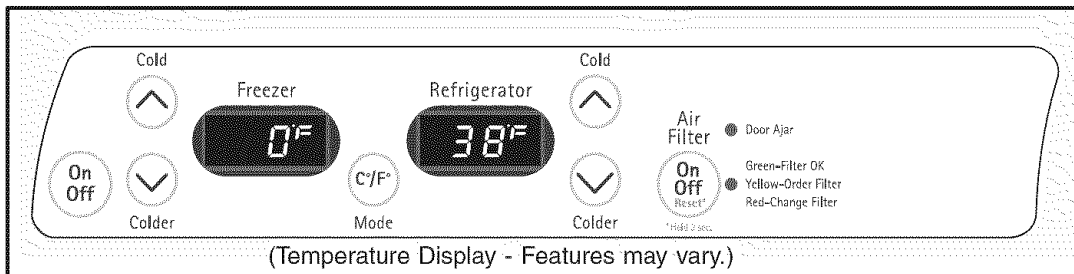 Cold
Cold
Freezer
Refrigerator
0°F
38°F
Air
Filter
Door Ajar
On
Off
C°/F°
On
Off
Reset*
Green-Filter OK
Yellow-Order Filter
Red-Change Filter
Colder
Mode
Colder
*Hold 3 sec.
(Temperature Display - Features may vary.)